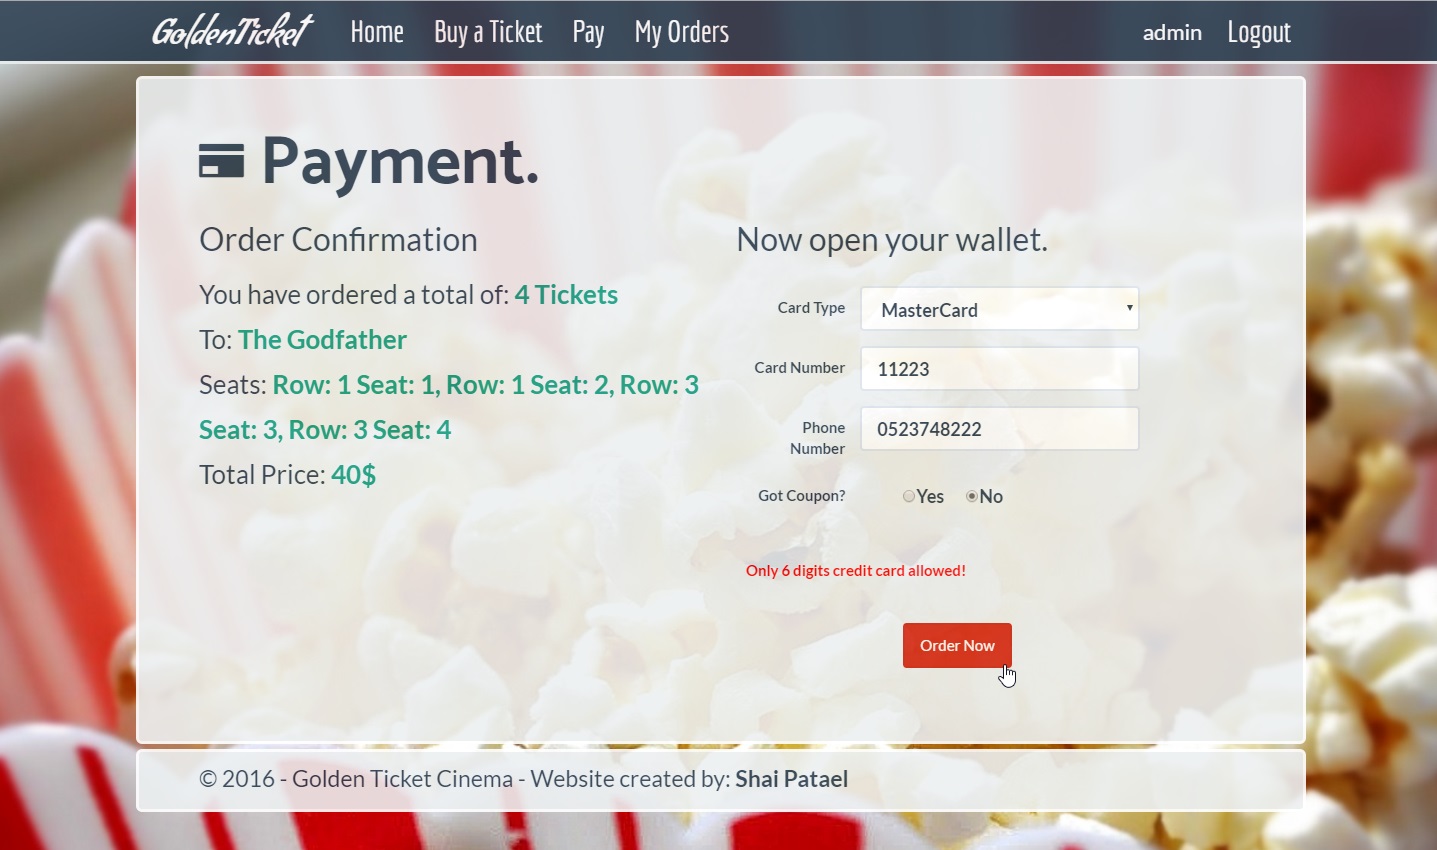 GoldenTicket Home Buy a Ticket Pay My Orders admin Logout
Payment.
Order Confirmation
You have ordered a total of: 4 Tickets
To: The Godfather
Seats: Row: 1 Seat: 1, Row: 1 Seat: 2, Row: 3
Seat: 3, Row: 3 Seat: 4
Total Price: 40$
Now open your wallet.
Card Type MasterCard
Card Number 11223
Phone
Number 0523748222
Got Coupon? Yes No
Only 6 digits credit card allowed!
Order Now
© 2016 - Golden Ticket Cinema - Website created by: Shai Patael